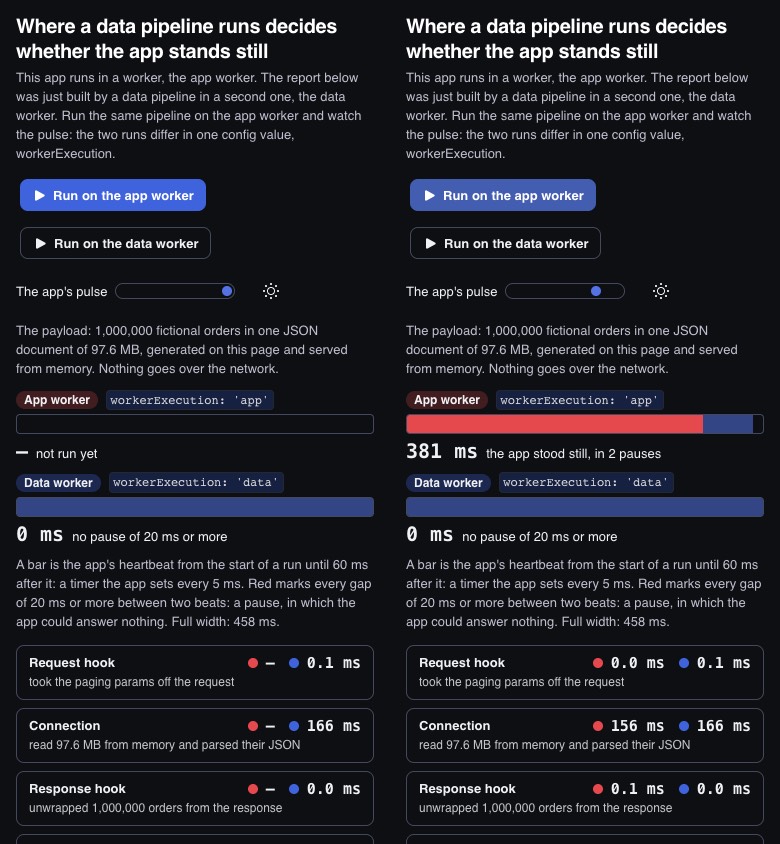 Where a data pipeline runs decides
whether the app stands still
This app runs in a worker, the app worker. The report below
was just built by a data pipeline in a second one, the data
worker. Run the same pipeline on the app worker and watch
the pulse: the two runs differ in one config value,
workerExecution.
Run on the app worker
Run on the data worker
The app's pulse
The payload: 1,000,000 fictional orders in one JSON
document of 97.6 MB, generated on this page and served
from memory. Nothing goes over the network.
App worker workerExecution: 'app'
— not run yet
Data worker workerExecution: 'data'
0 ms no pause of 20 ms or more
A bar is the app's heartbeat from the start of a run until 60 ms
after it: a timer the app sets every 5 ms. Red marks every gap
of 20 ms or more between two beats: a pause, in which the
app could answer nothing. Full width: 458 ms.
Request hook — 0.1 ms
took the paging params off the request
Connection — 166 ms
read 97.6 MB from memory and parsed their JSON
Response hook — 0.0 ms
unwrapped 1,000,000 orders from the response
Where a data pipeline runs decides
whether the app stands still
This app runs in a worker, the app worker. The report below
was just built by a data pipeline in a second one, the data
worker. Run the same pipeline on the app worker and watch
the pulse: the two runs differ in one config value,
workerExecution.
Run on the app worker
Run on the data worker
The app's pulse
The payload: 1,000,000 fictional orders in one JSON
document of 97.6 MB, generated on this page and served
from memory. Nothing goes over the network.
App worker workerExecution: 'app'
381 ms the app stood still, in 2 pauses
Data worker workerExecution: 'data'
0 ms no pause of 20 ms or more
A bar is the app's heartbeat from the start of a run until 60 ms
after it: a timer the app sets every 5 ms. Red marks every gap
of 20 ms or more between two beats: a pause, in which the
app could answer nothing. Full width: 458 ms.
Request hook 0.0 ms 0.1 ms
took the paging params off the request
Connection 156 ms 166 ms
read 97.6 MB from memory and parsed their JSON
Response hook 0.1 ms 0.0 ms
unwrapped 1,000,000 orders from the response